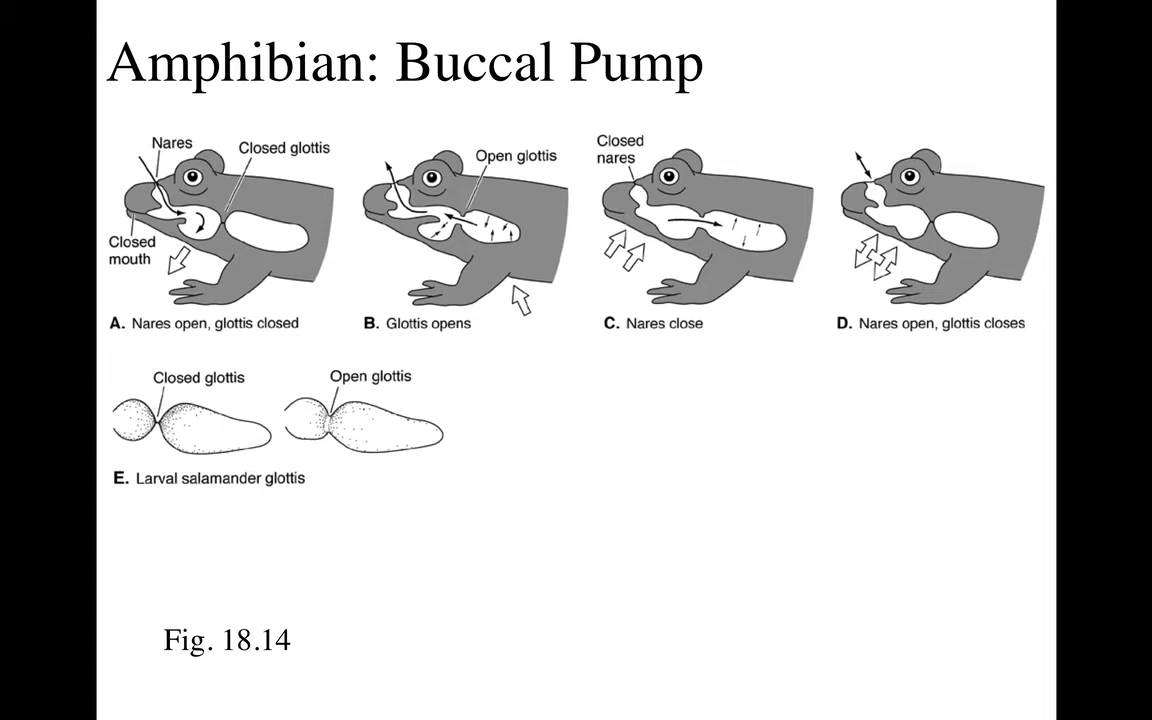 Amphibian: Buccal Pump
Nares
Closed glottis
Closed
mouth
A. Nares open, glottis closed
Open glottis
B. Glottis opens
Closed
nares
C. Nares close
D. Nares open, glottis closes
Closed glottis
Open glottis
E. Larval salamander glottis
Fig. 18.14